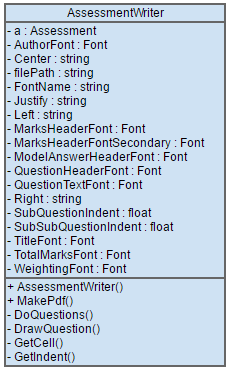 AssessmentWriter
- a : Assessment
- AuthorFont : Font
- Center : string
- filePath : string
- FontName : string
- Justify : string
- Left : string
- MarksHeaderFont : Font
- MarksHeaderFontSecondary : Font
- ModelAnswerHeaderFont : Font
- QuestionHeaderFont : Font
- QuestionTextFont : Font
- Right : string
- SubQuestionIndent : float
- SubSubQuestionIndent : float
- TitleFont : Font
- TotalMarksFont : Font
- WeightingFont : Font
+ AssessmentWriter()
+ MakePdf()
- DoQuestions()
- DrawQuestion()
- GetCell()
- GetIndent()